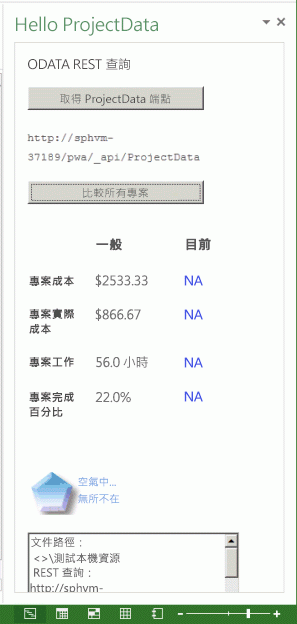 Hello ProjectData
ODATA REST 查詢
取得 ProjectData 端點
http://sphvm-
37189/pwa/_api/ProjectData
比較所有專案
一般 目前
專案成本 $2533.33 NA
專案實際
成本 $866.67 NA
專案工作 56.0 小時 NA
專案完成
百分比 22.0% NA
空氣中...
無所不在
文件路徑：
<>\測試本機資源
REST 查詢：
http://sphvm-